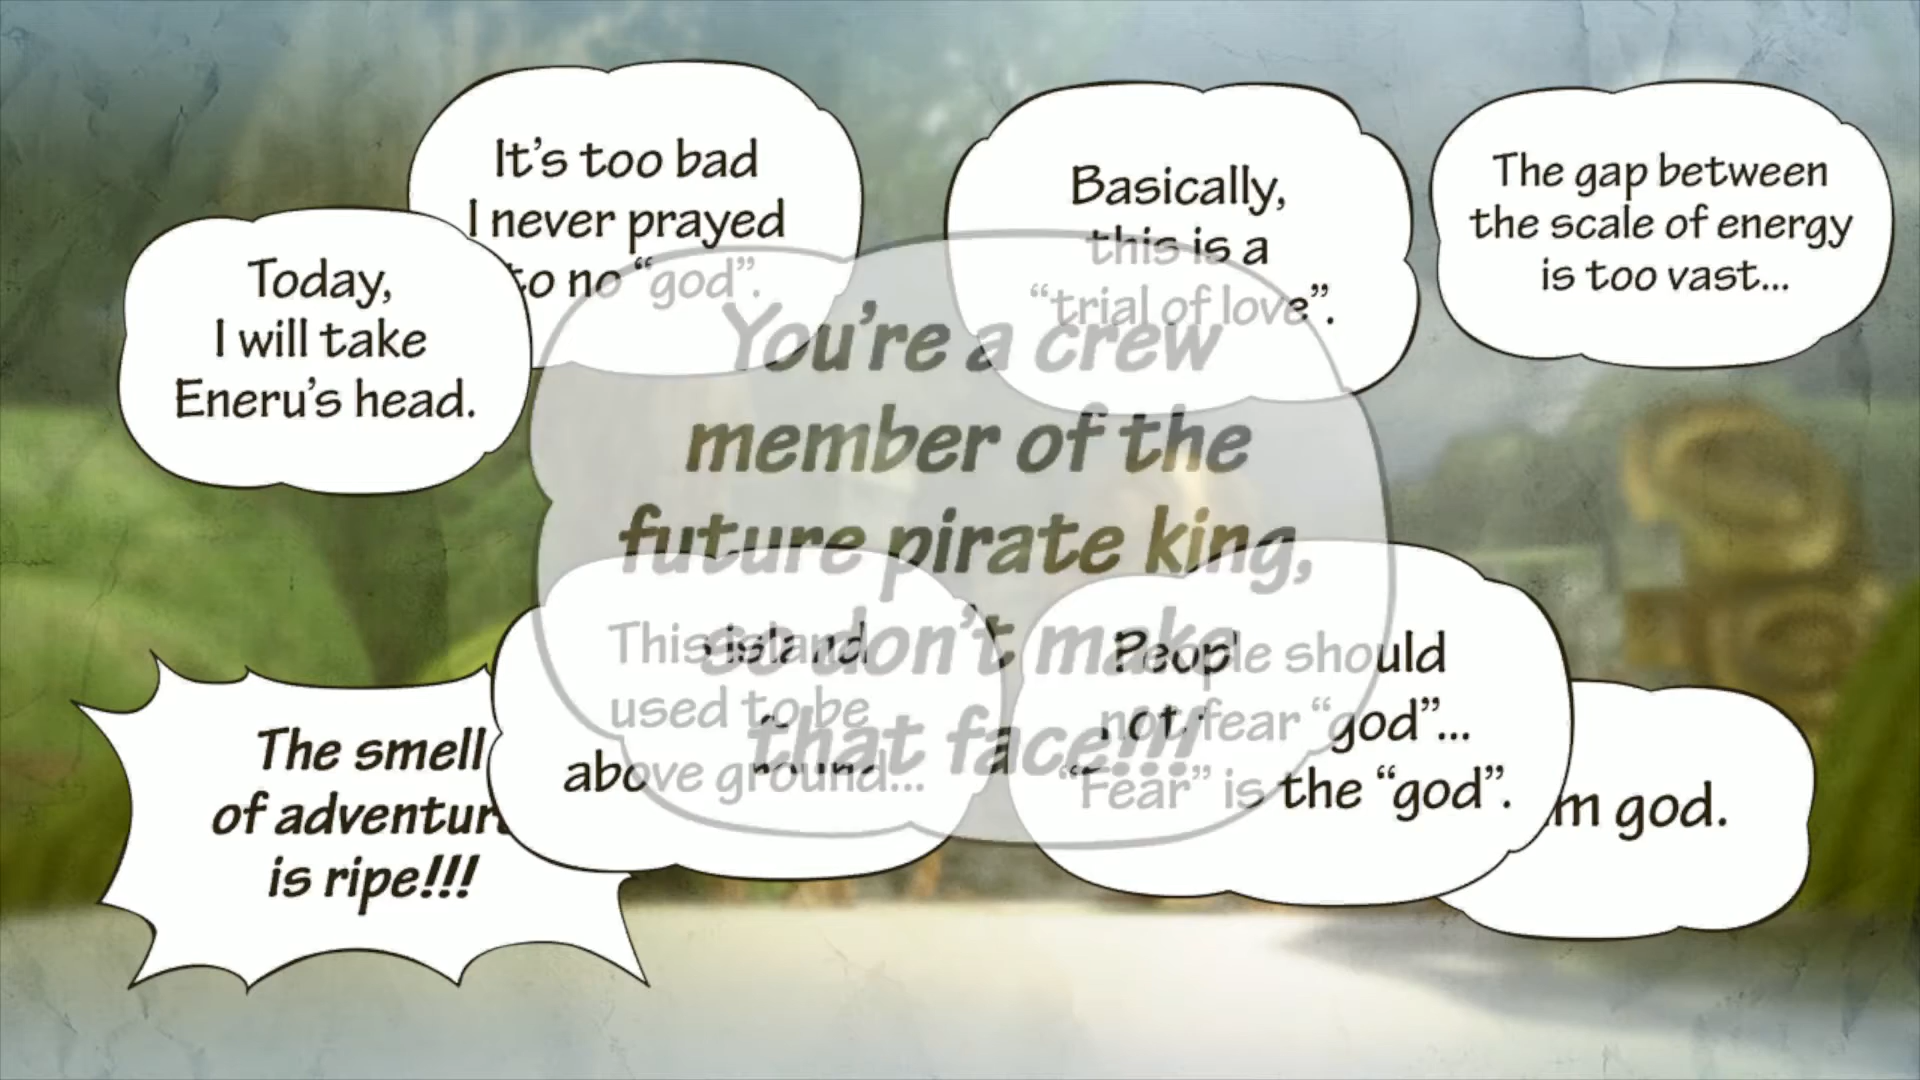 It's too bad
I never prayed
to no “god”.
Basically,
this is a
“trial of love”.
The gap between
the scale of energy
is too vast...
Today,
I will take
Eneru's head.
You're a crew
member of the
future pirate king,
so don't make
that face!!!
This island
used to be
above ground...
People should
not fear “god”...
“Fear” is the “god”.
The smell
of adventure
is ripe!!!
m god.